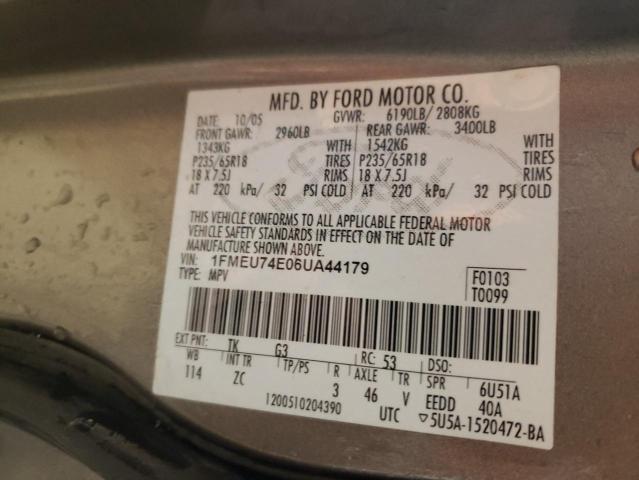 MFD. BY FORD MOTOR CO.
DATE: 10/05 GVWR: 6190LB/ 2808KG
FRONT GAWR: 2960LB REAR GAWR: 3400LB
1343KG WITH 1542KG WITH
P235/65R18 TIRES P235/65R18 TIRES
18 X 7.5J RIMS 18 X 7.5J RIMS
AT 220 kPa/ 32 PSI COLD AT 220 kPa/ 32 PSI COLD
THIS VEHICLE CONFORMS TO ALL APPLICABLE FEDERAL MOTOR
VEHICLE SAFETY STANDARDS IN EFFECT ON THE DATE OF
MANUFACTURE SHOWN ABOVE.
VIN: 1FMEU74E06UA44179
TYPE: MPV
F0103
T0099
EXT PNT: TK G3 RC: 53 DSO:
WB INT TR TP/PS R AXLE TR SPR 6U51A
114 ZC 3 46 V EEDD 40A
1200510204390 UTC ▽5U5A-1520472-BA